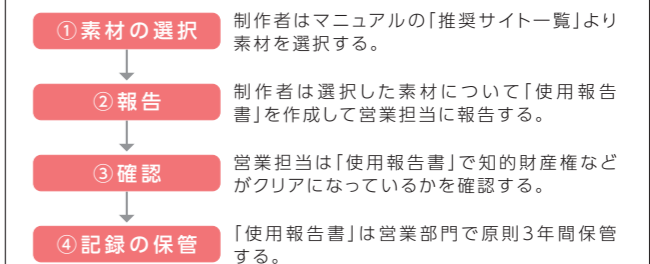 ①素材の選択
制作者はマニュアルの「推奨サイト一覧」より
素材を選択する。
②報告
制作者は選択した素材について「使用報告
書」を作成して営業担当に報告する。
③確認
営業担当は「使用報告書」で知的財産権など
がクリアになっているかを確認する。
④記録の保管
「使用報告書」は営業部門で原則3年間保管
する。